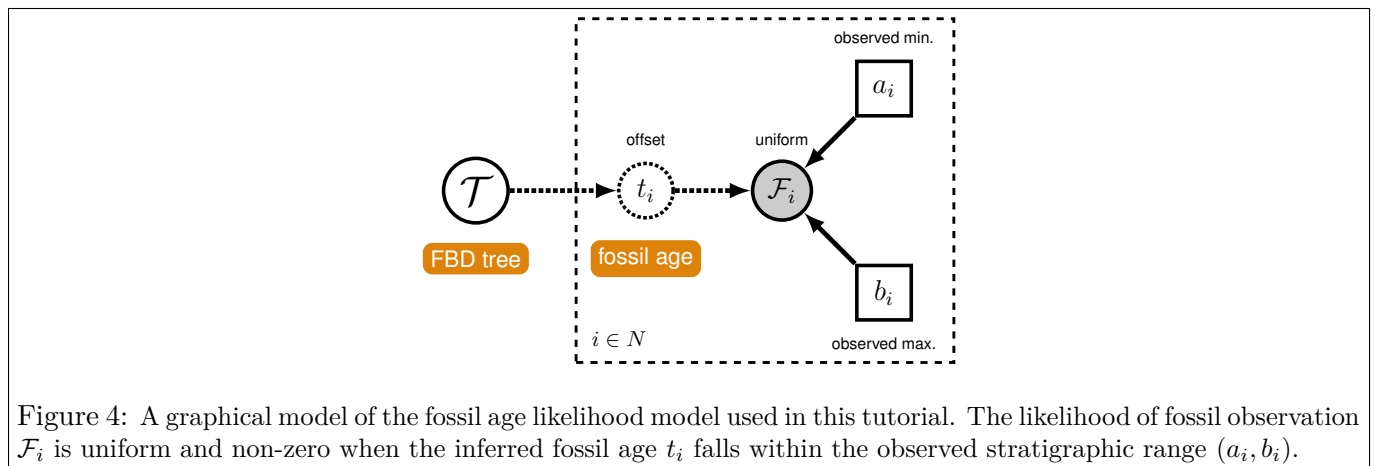 observed min.
a_i
offset
uniform
𝒯
t_i
ℱ_i
FBD tree
fossil age
b_i
i ∈ N
observed max.
Figure 4: A graphical model of the fossil age likelihood model used in this tutorial. The likelihood of fossil observation
ℱ_i is uniform and non-zero when the inferred fossil age t_i falls within the observed stratigraphic range (a_i, b_i).